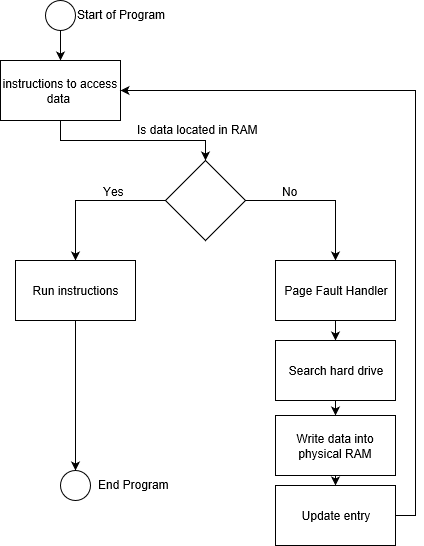 Start of Program
instructions to access
data
Is data located in RAM
Yes
No
Run instructions
Page Fault Handler
Search hard drive
Write data into
physical RAM
End Program
Update entry